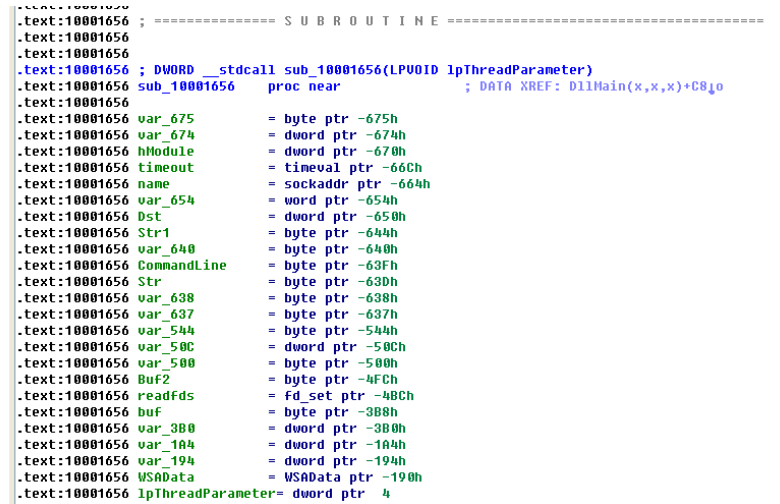 .text:10001656
.text:10001656 ; =============== S U B R O U T I N E =======================================
.text:10001656
.text:10001656
.text:10001656 ; DWORD __stdcall sub_10001656(LPVOID lpThreadParameter)
.text:10001656 sub_10001656 proc near ; DATA XREF: DllMain(x,x,x)+C8↓o
.text:10001656
.text:10001656 var_675 = byte ptr -675h
.text:10001656 var_674 = dword ptr -674h
.text:10001656 hModule = dword ptr -670h
.text:10001656 timeout = timeval ptr -66Ch
.text:10001656 name = sockaddr ptr -664h
.text:10001656 var_654 = word ptr -654h
.text:10001656 Dst = dword ptr -650h
.text:10001656 Str1 = byte ptr -644h
.text:10001656 var_640 = byte ptr -640h
.text:10001656 CommandLine = byte ptr -63Fh
.text:10001656 Str = byte ptr -63Dh
.text:10001656 var_638 = byte ptr -638h
.text:10001656 var_637 = byte ptr -637h
.text:10001656 var_544 = byte ptr -544h
.text:10001656 var_50C = dword ptr -50Ch
.text:10001656 var_500 = byte ptr -500h
.text:10001656 Buf2 = byte ptr -4FCh
.text:10001656 readfds = fd_set ptr -4BCh
.text:10001656 buf = byte ptr -3B8h
.text:10001656 var_3B0 = dword ptr -3B0h
.text:10001656 var_1A4 = dword ptr -1A4h
.text:10001656 var_194 = dword ptr -194h
.text:10001656 WSAData = WSAData ptr -190h
.text:10001656 lpThreadParameter= dword ptr 4